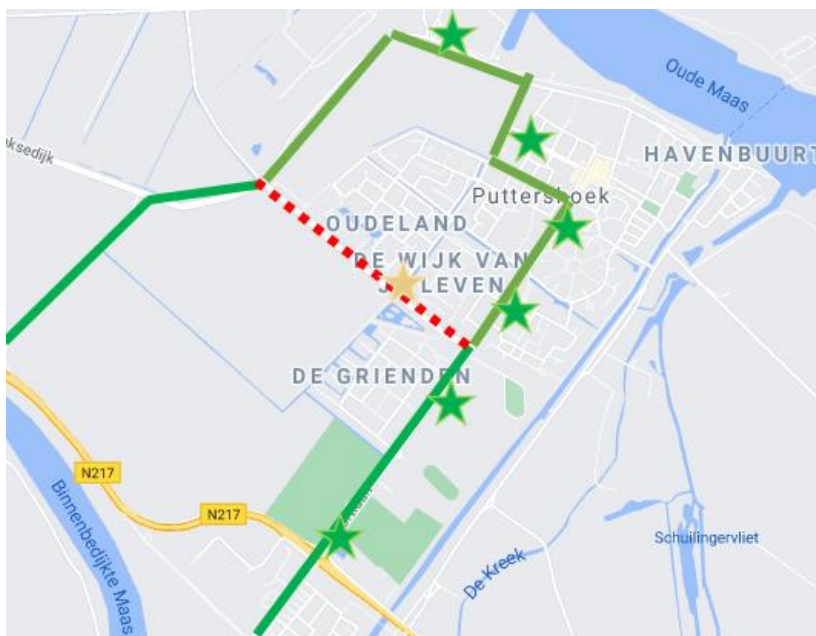 Oude Maas
ksedijk
HAVENBUURT
Puttershoek
OUDELAND
DE WIJK VAN
LEVEN
DE GRIENDEN
N217
N217
Binnenbedijkte Maas
Schuilingervliet
De Kreek